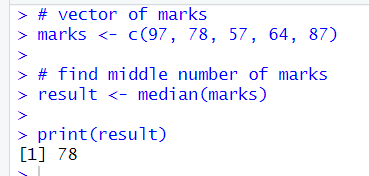 > # vector of marks
> marks <- c(97, 78, 57, 64, 87)
>
> # find middle number of marks
> result <- median(marks)
>
> print(result)
[1] 78
>